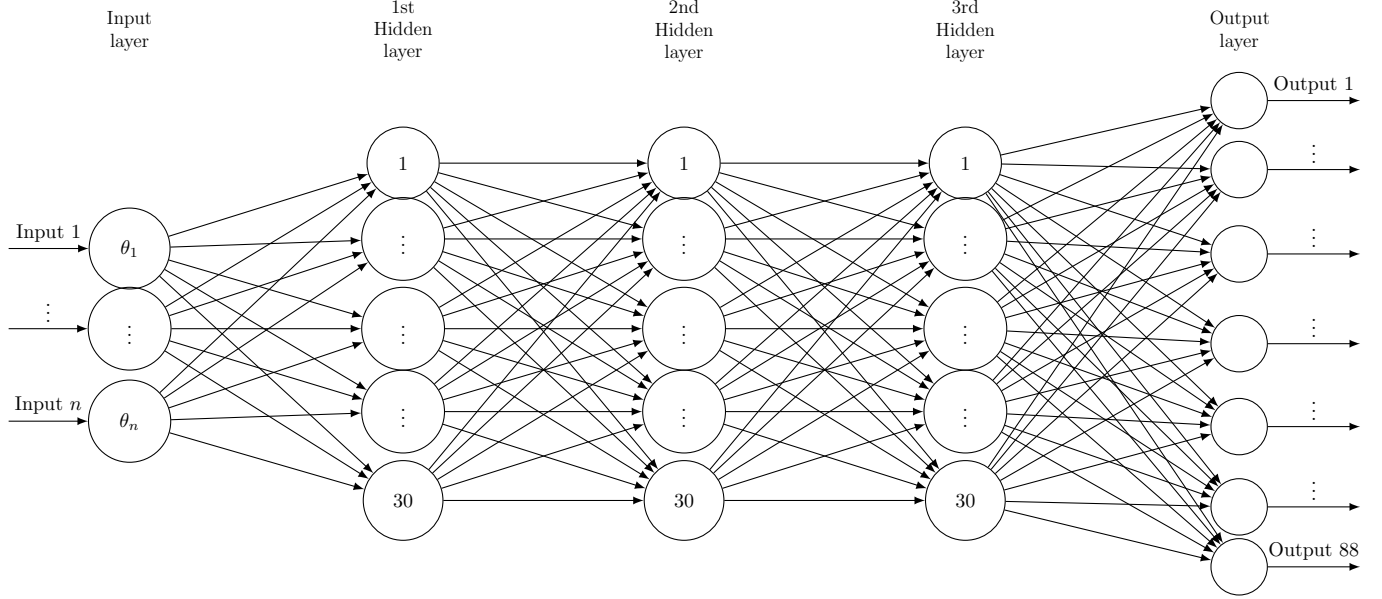 Input
layer
1st
Hidden
layer
2nd
Hidden
layer
3rd
Hidden
layer
Output
layer
Input 1
⋮
Input n
θ₁
⋮
θₙ
1
⋮
⋮
⋮
30
1
⋮
⋮
⋮
30
1
⋮
⋮
⋮
30
Output 1
⋮
⋮
⋮
⋮
⋮
Output 88